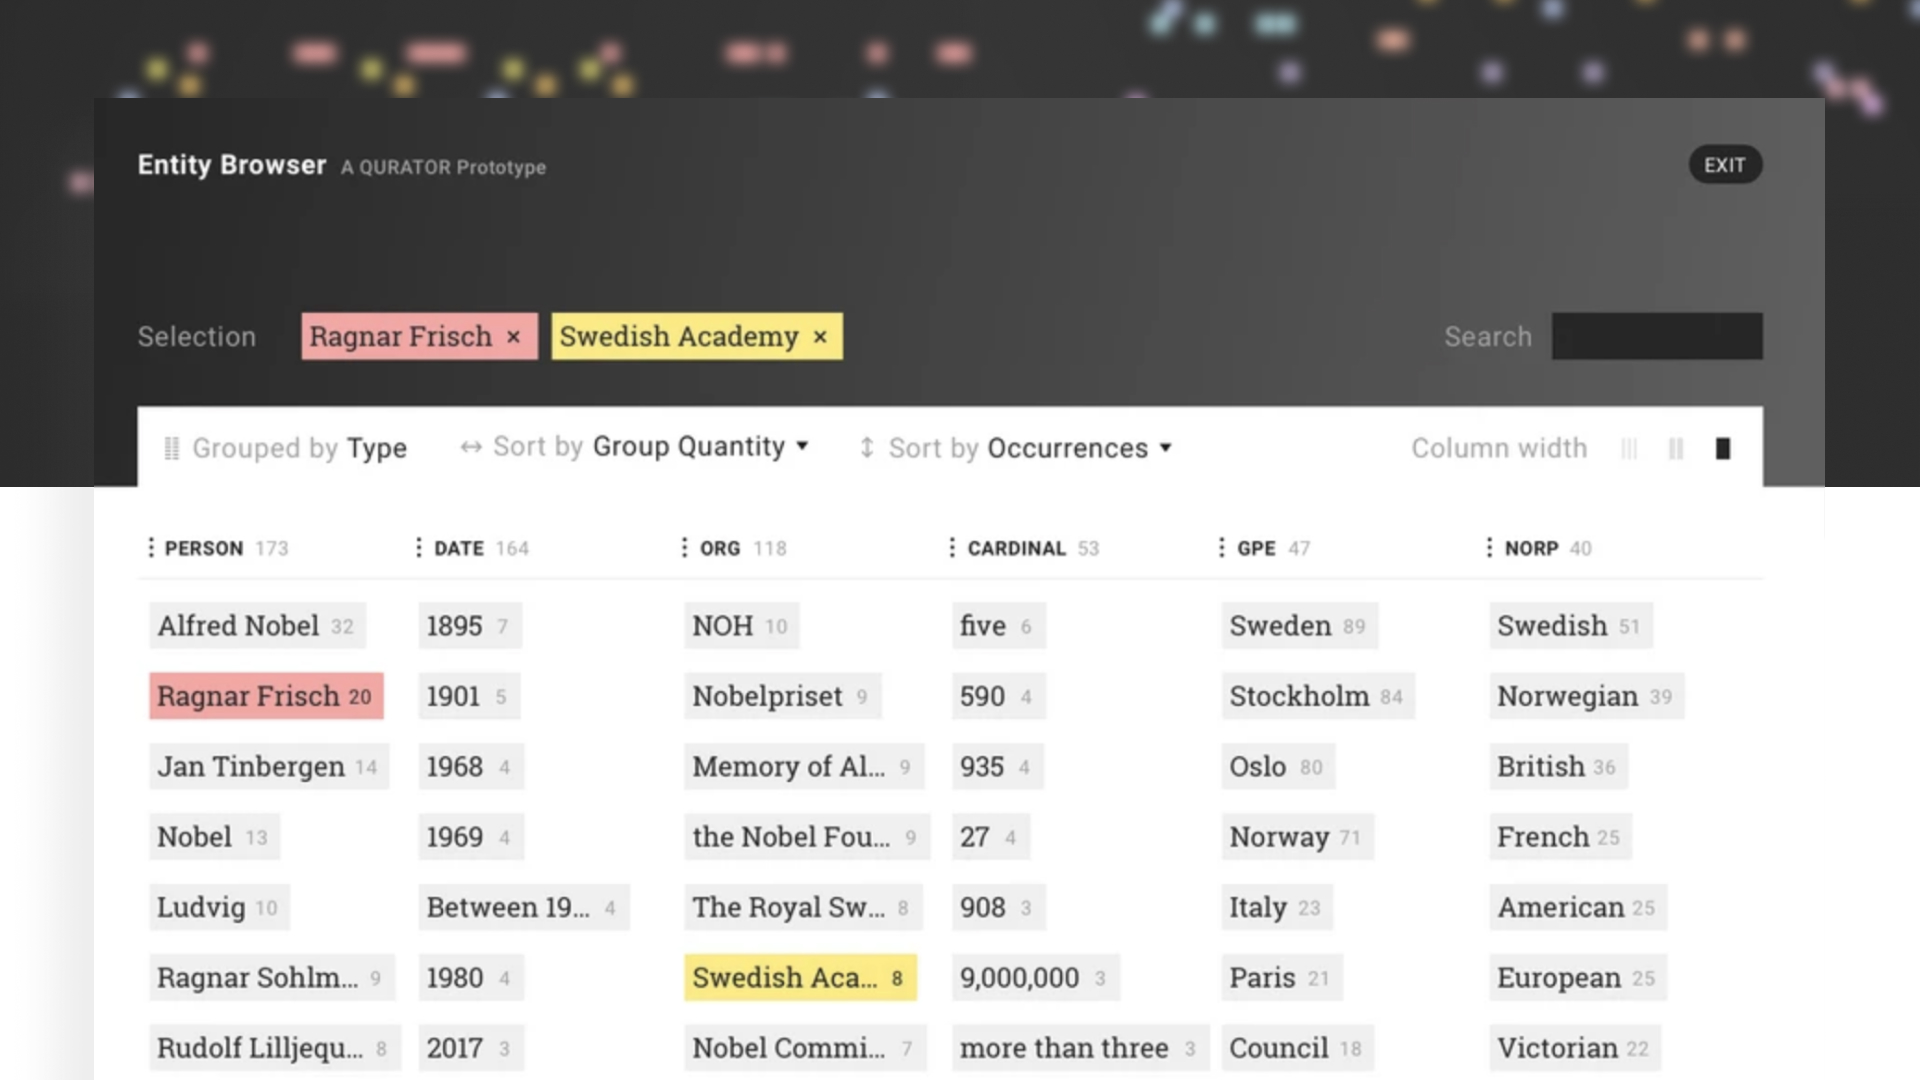 Entity Browser A QURATOR Prototype EXIT
Selection Ragnar Frisch × Swedish Academy × Search
Grouped by Type ↔ Sort by Group Quantity ▾ ↕ Sort by Occurrences ▾ Column width
PERSON 173 DATE 164 ORG 118 CARDINAL 53 GPE 47 NORP 40
Alfred Nobel 32 1895 7 NOH 10 five 6 Sweden 89 Swedish 51
Ragnar Frisch 20 1901 5 Nobelpriset 9 590 4 Stockholm 84 Norwegian 39
Jan Tinbergen 14 1968 4 Memory of Al... 9 935 4 Oslo 80 British 36
Nobel 13 1969 4 the Nobel Fou... 9 27 4 Norway 71 French 25
Ludvig 10 Between 19... 4 The Royal Sw... 8 908 3 Italy 23 American 25
Ragnar Sohlm... 9 1980 4 Swedish Aca... 8 9,000,000 3 Paris 21 European 25
Rudolf Lilljequ... 8 2017 3 Nobel Commi... 7 more than three 3 Council 18 Victorian 22